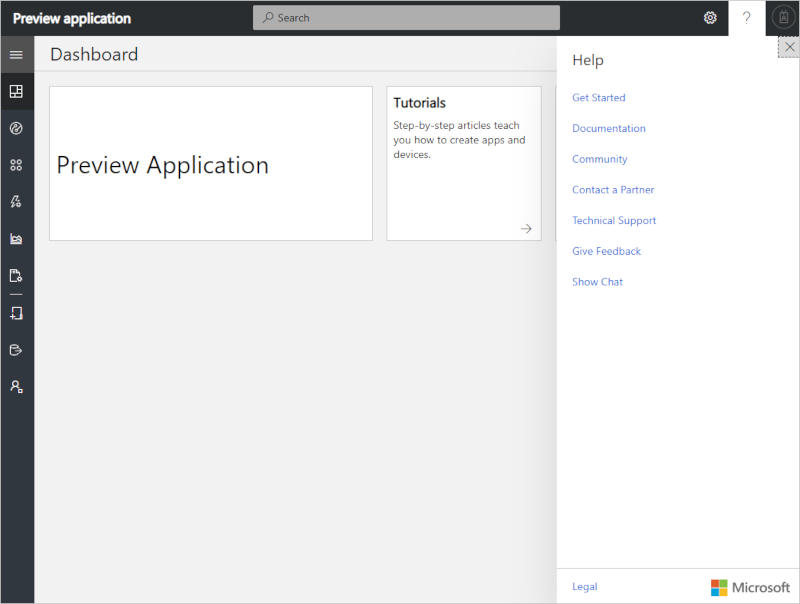 Preview application
Search
?
Dashboard
Preview Application
Tutorials
Step-by-step articles teach
you how to create apps and
devices.
Help
Get Started
Documentation
Community
Contact a Partner
Technical Support
Give Feedback
Show Chat
Legal
Microsoft